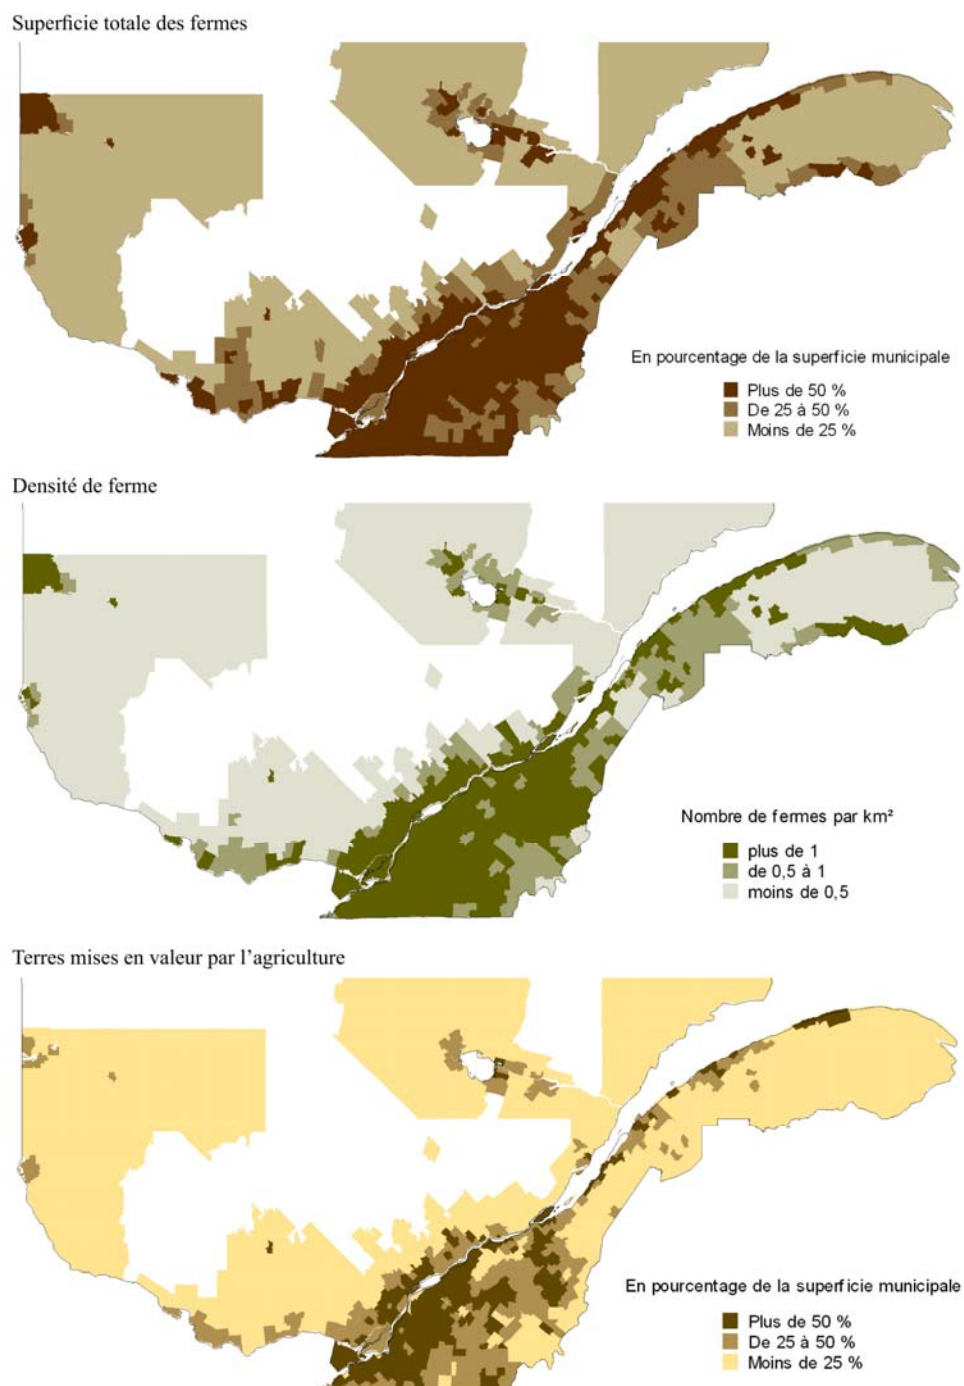 Superficie totale des fermes
En pourcentage de la superficie municipale
Plus de 50 %
De 25 à 50 %
Moins de 25 %
Densité de ferme
Nombre de fermes par km²
plus de 1
de 0,5 à 1
moins de 0,5
Terres mises en valeur par l'agriculture
En pourcentage de la superficie municipale
Plus de 50 %
De 25 à 50 %
Moins de 25 %